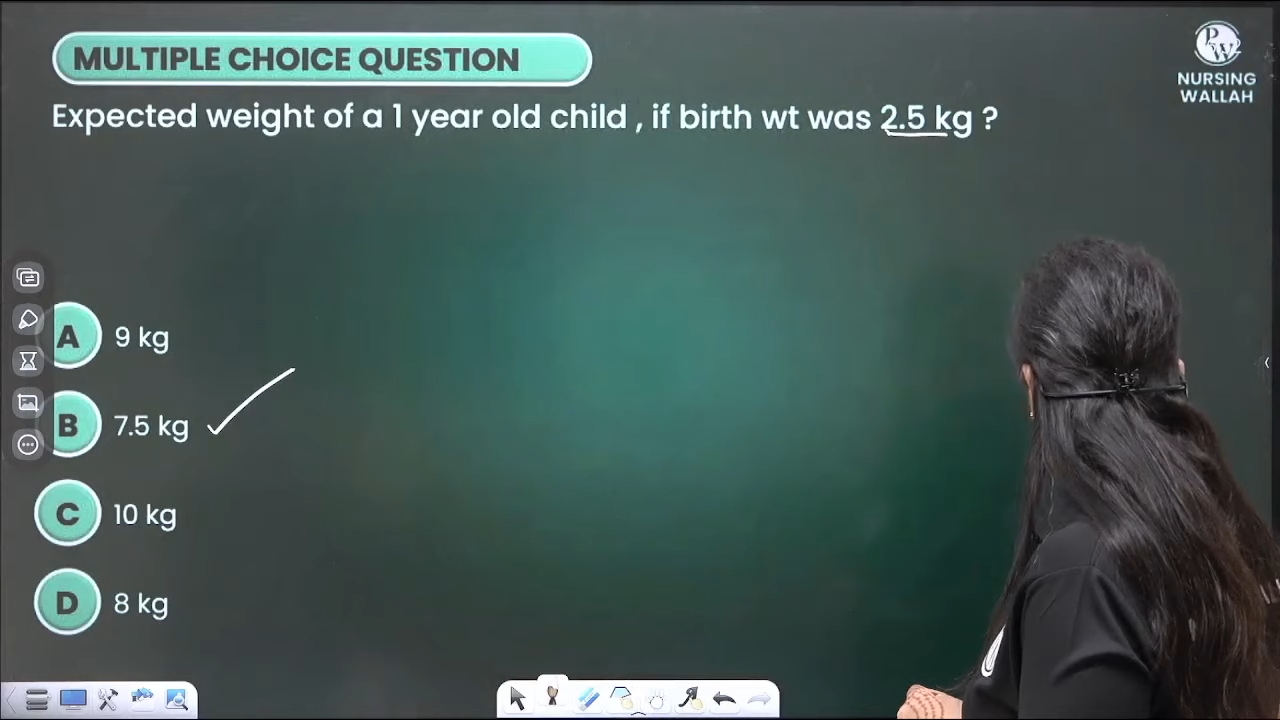 MULTIPLE CHOICE QUESTION
PW
NURSING
WALLAH
Expected weight of a 1 year old child , if birth wt was 2.5 kg ?
A 9 kg
B 7.5 kg
C 10 kg
D 8 kg